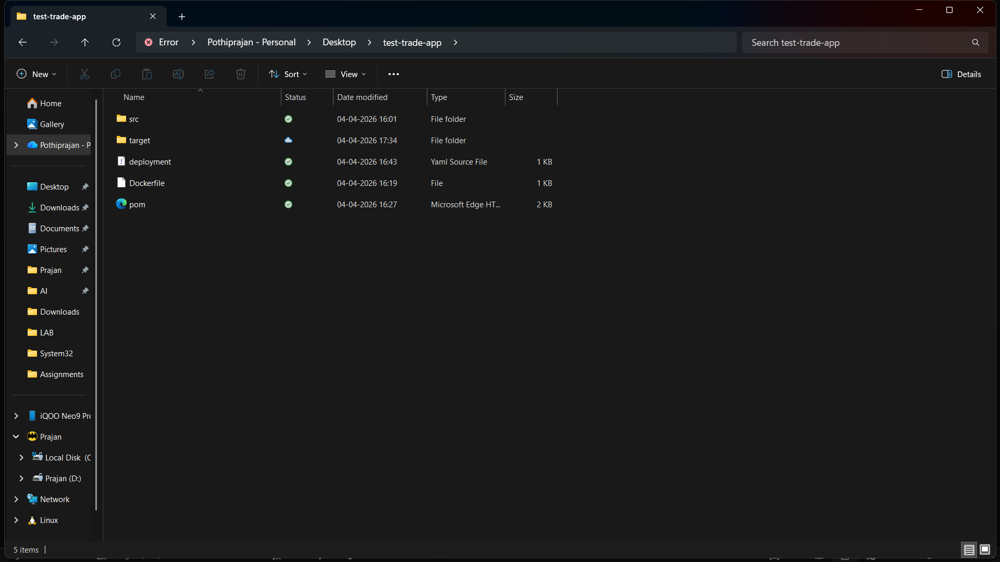 test-trade-app
Error > Pothiprajan - Personal > Desktop > test-trade-app >
Search test-trade-app
New
Sort
View
Details
Home
Gallery
Pothiprajan - P
Desktop
Downloads
Documents
Pictures
Prajan
AI
Downloads
LAB
System32
Assignments
iQOO Neo9 Pro
Prajan
Local Disk (C
Prajan (D:)
Network
Linux
Name Status Date modified Type Size
src 04-04-2026 16:01 File folder
target 04-04-2026 17:34 File folder
deployment 04-04-2026 16:43 Yaml Source File 1 KB
Dockerfile 04-04-2026 16:19 File 1 KB
pom 04-04-2026 16:27 Microsoft Edge HT... 2 KB
5 items